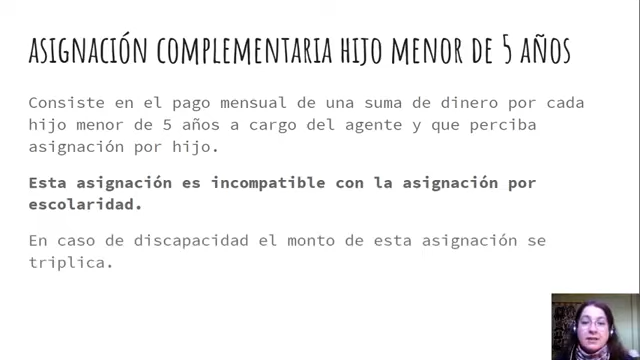 ASIGNACIÓN COMPLEMENTARIA HIJO MENOR DE 5 AÑOS
Consiste en el pago mensual de una suma de dinero por cada
hijo menor de 5 años a cargo del agente y que perciba
asignación por hijo.
Esta asignación es incompatible con la asignación por
escolaridad.
En caso de discapacidad el monto de esta asignación se
triplica.